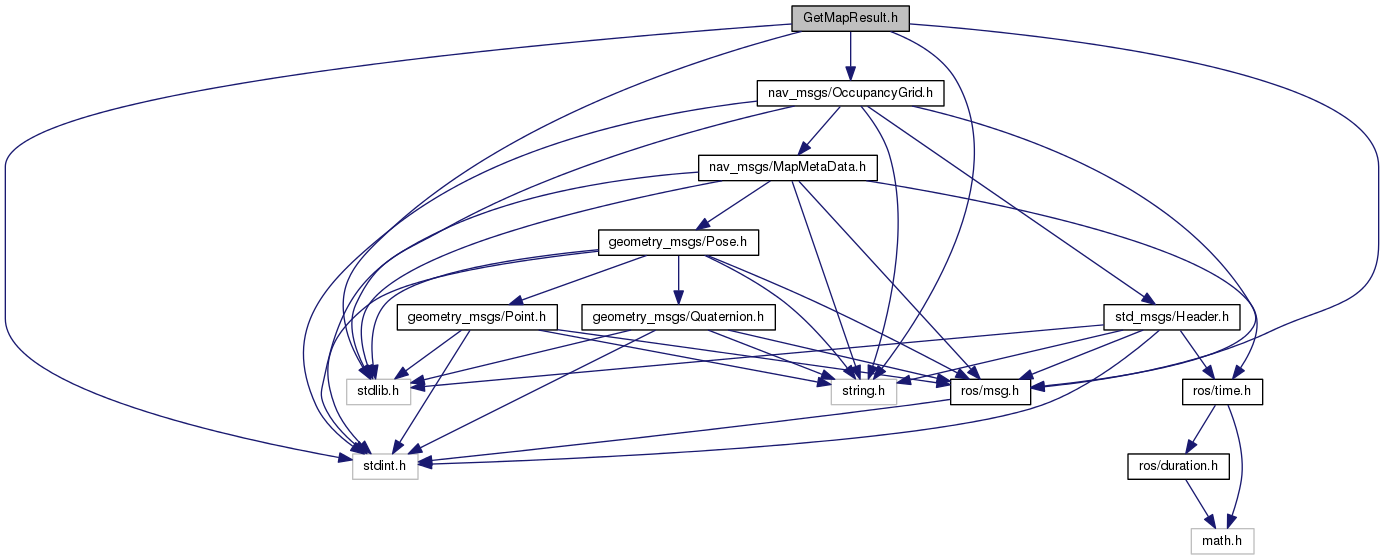 GetMapResult.h
nav_msgs/OccupancyGrid.h
nav_msgs/MapMetaData.h
geometry_msgs/Pose.h
geometry_msgs/Point.h
geometry_msgs/Quaternion.h
std_msgs/Header.h
stdlib.h
string.h
ros/msg.h
ros/time.h
stdint.h
ros/duration.h
math.h